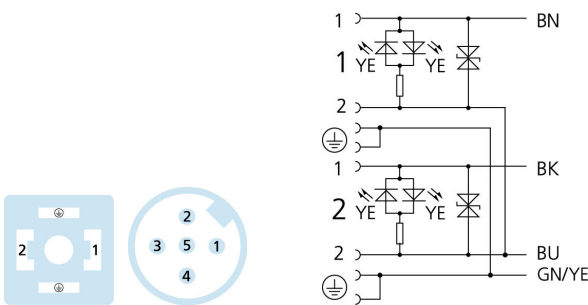 1 BN
1 YE YE
2
1 BK
2 YE YE
2 BU
GN/YE
2 1
2
3 5 1
4